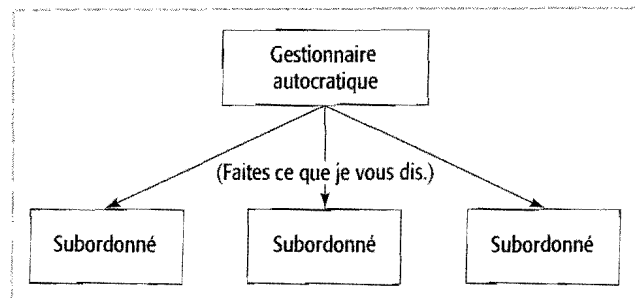 Gestionnaire
autocratique
(Faites ce que je vous dis.)
Subordonné Subordonné Subordonné